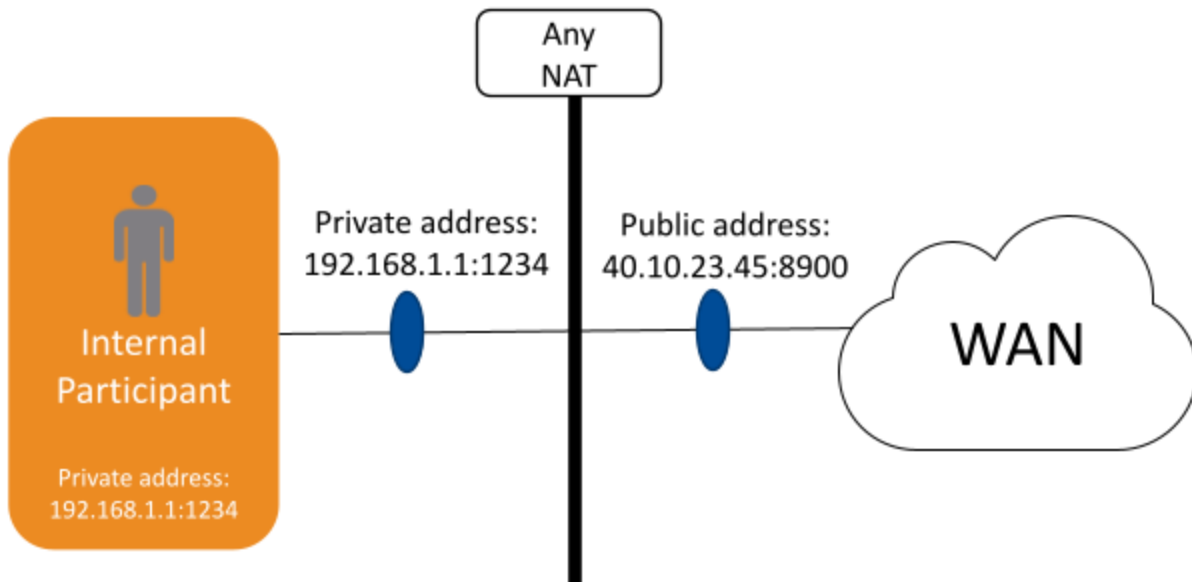 Any
NAT
Private address:
192.168.1.1:1234
Public address:
40.10.23.45:8900
Internal
Participant
Private address:
192.168.1.1:1234
WAN